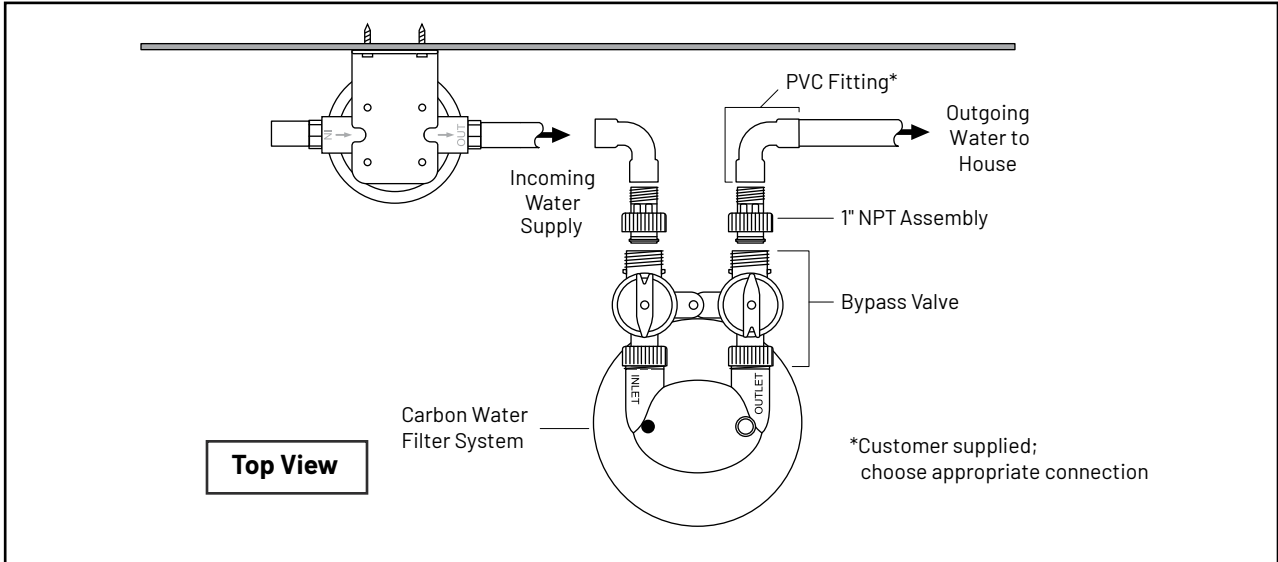 PVC Fitting*
Outgoing
Water to
House
IN
OUT
Incoming
Water
Supply
1" NPT Assembly
Bypass Valve
INLET
OUTLET
Carbon Water
Filter System
Top View
*Customer supplied;
choose appropriate connection